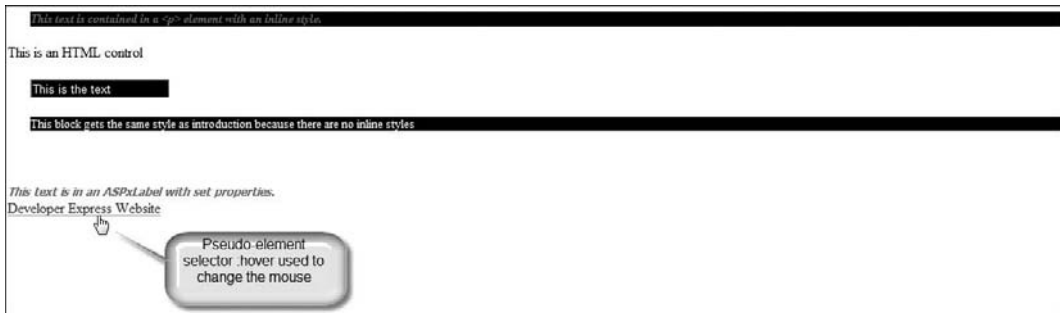 This text is contained in a <p> element with an inline style.
This is an HTML control
This is the text
This block gets the same style as introduction because there are no inline styles
This text is in an ASPxLabel with set properties.
Developer Express Website
Pseudo-element
selector :hover used to
change the mouse